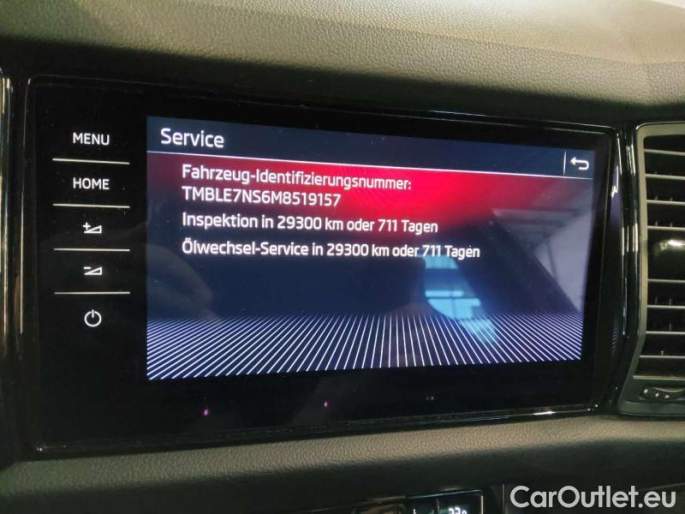 MENU
HOME
Service
Fahrzeug-Identifizierungsnummer:
TMBLE7NS6M8519157
Inspektion in 29300 km oder 711 Tagen
Ölwechsel-Service in 29300 km oder 711 Tagen
CarOutlet.eu